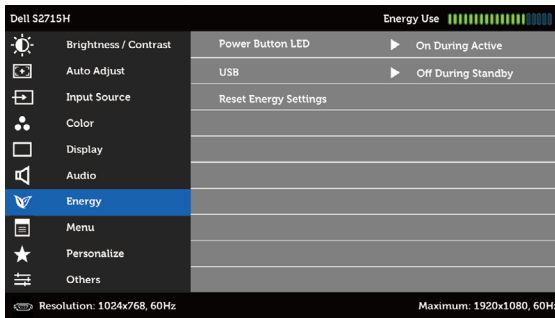 Dell S2715H Energy Use
Brightness / Contrast Power Button LED On During Active
Auto Adjust USB Off During Standby
Input Source Reset Energy Settings
Color
Display
Audio
Energy
Menu
Personalize
Others
Resolution: 1024x768, 60Hz Maximum: 1920x1080, 60Hz